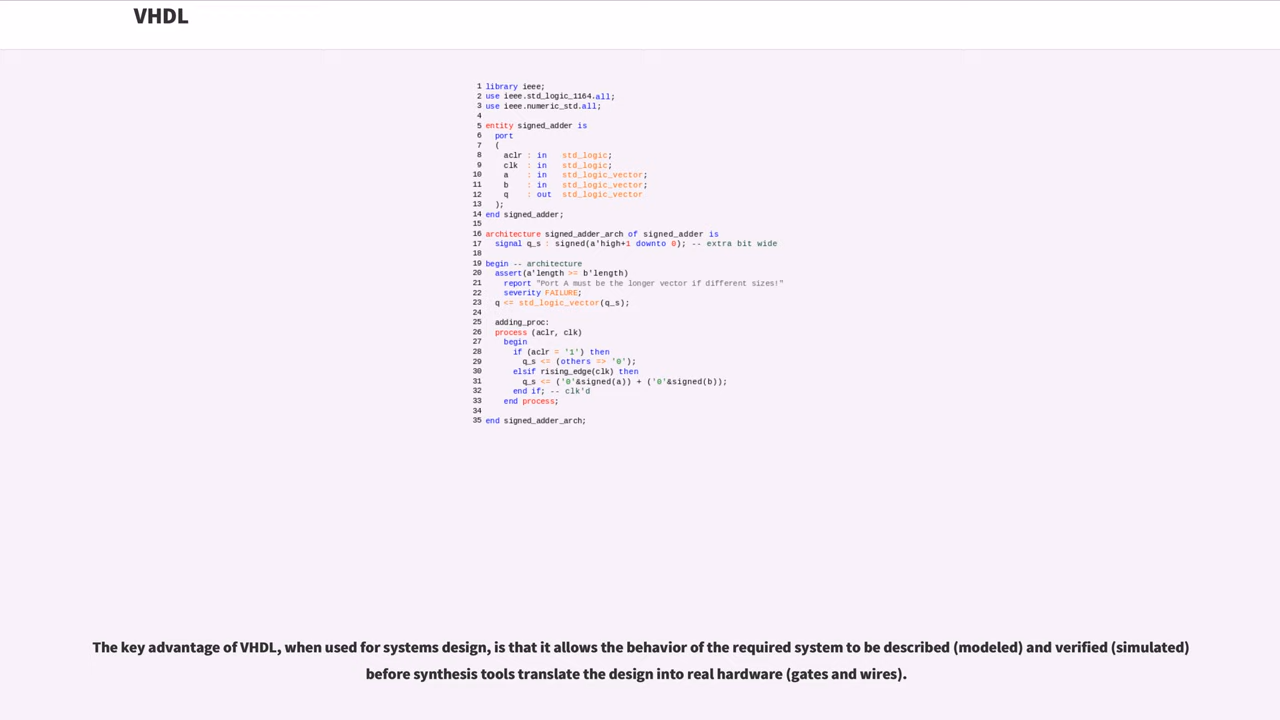 VHDL
1 library ieee;
2 use ieee.std_logic_1164.all;
3 use ieee.numeric_std.all;
4
5 entity signed_adder is
6 port
7 (
8 aclr : in std_logic;
9 clk : in std_logic;
10 a : in std_logic_vector;
11 b : in std_logic_vector;
12 q : out std_logic_vector
13 );
14 end signed_adder;
15
16 architecture signed_adder_arch of signed_adder is
17 signal q_s : signed(a'high+1 downto 0); -- extra bit wide
18
19 begin -- architecture
20 assert(a'length >= b'length)
21 report "Port A must be the longer vector if different sizes!"
22 severity FAILURE;
23 q <= std_logic_vector(q_s);
24
25 adding_proc:
26 process (aclr, clk)
27 begin
28 if (aclr = '1') then
29 q_s <= (others => '0');
30 elsif rising_edge(clk) then
31 q_s <= ('0'&signed(a)) + ('0'&signed(b));
32 end if; -- clk'd
33 end process;
34
35 end signed_adder_arch;
The key advantage of VHDL, when used for systems design, is that it allows the behavior of the required system to be described (modeled) and verified (simulated)
before synthesis tools translate the design into real hardware (gates and wires).